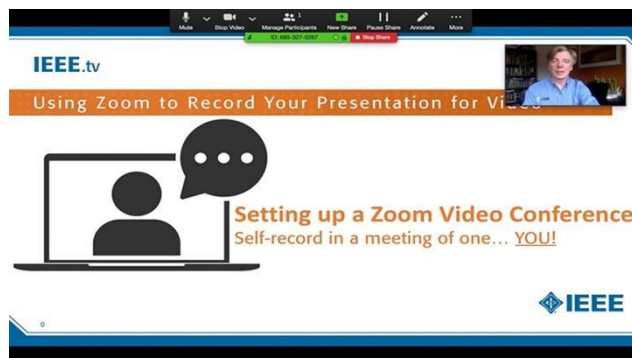 Mute Stop Video Manage Participants 1 New Share Pause Share Annotate More
ID: 685-327-0267 Stop Share
IEEE.tv
Using Zoom to Record Your Presentation for Video
Setting up a Zoom Video Conference
Self-record in a meeting of one... YOU!
IEEE
0